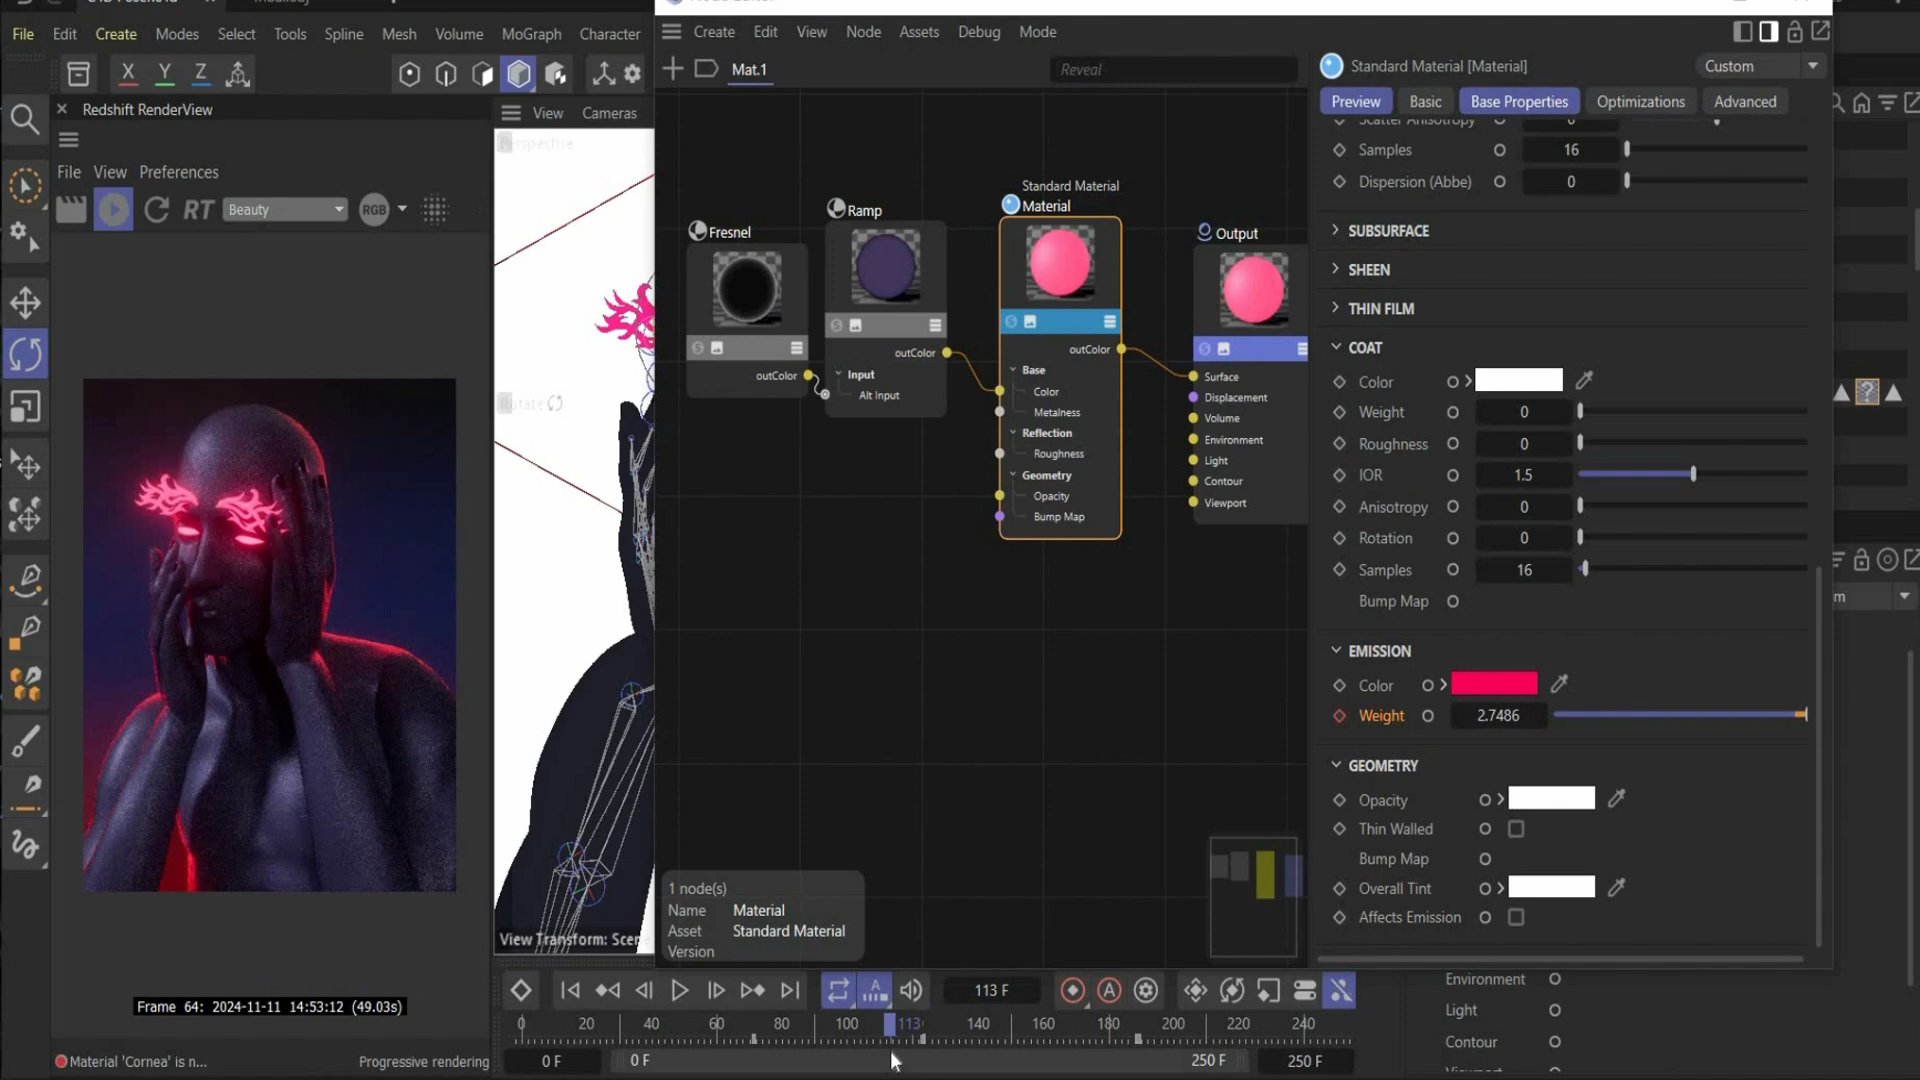 File Edit Create Modes Select Tools Spline Mesh Volume MoGraph Character
X Y Z
Redshift RenderView
File View Preferences
RT Beauty RGB
View Cameras
Perspective
Rotate
View Transform: Scen
Frame 64: 2024-11-11 14:53:12 (49.03s)
Material 'Cornea' is n... Progressive rendering
Create Edit View Node Assets Debug Mode
Mat.1
Reveal
Fresnel
outColor
Ramp
outColor
Input
Alt Input
Standard Material
Material
outColor
Base
Color
Metalness
Reflection
Roughness
Geometry
Opacity
Bump Map
Output
Surface
Displacement
Volume
Environment
Light
Contour
Viewport
1 node(s)
Name Material
Asset Standard Material
Version
Standard Material [Material] Custom
Preview Basic Base Properties Optimizations Advanced
Scatter Anisotropy 0
Samples 16
Dispersion (Abbe) 0
SUBSURFACE
SHEEN
THIN FILM
COAT
Color
Weight 0
Roughness 0
IOR 1.5
Anisotropy 0
Rotation 0
Samples 16
Bump Map
EMISSION
Color
Weight 2.7486
GEOMETRY
Opacity
Thin Walled
Bump Map
Overall Tint
Affects Emission
Environment
Light
Contour
A 113 F A
0 20 40 60 80 100 113 140 160 180 200 220 240
0 F 0 F 250 F 250 F